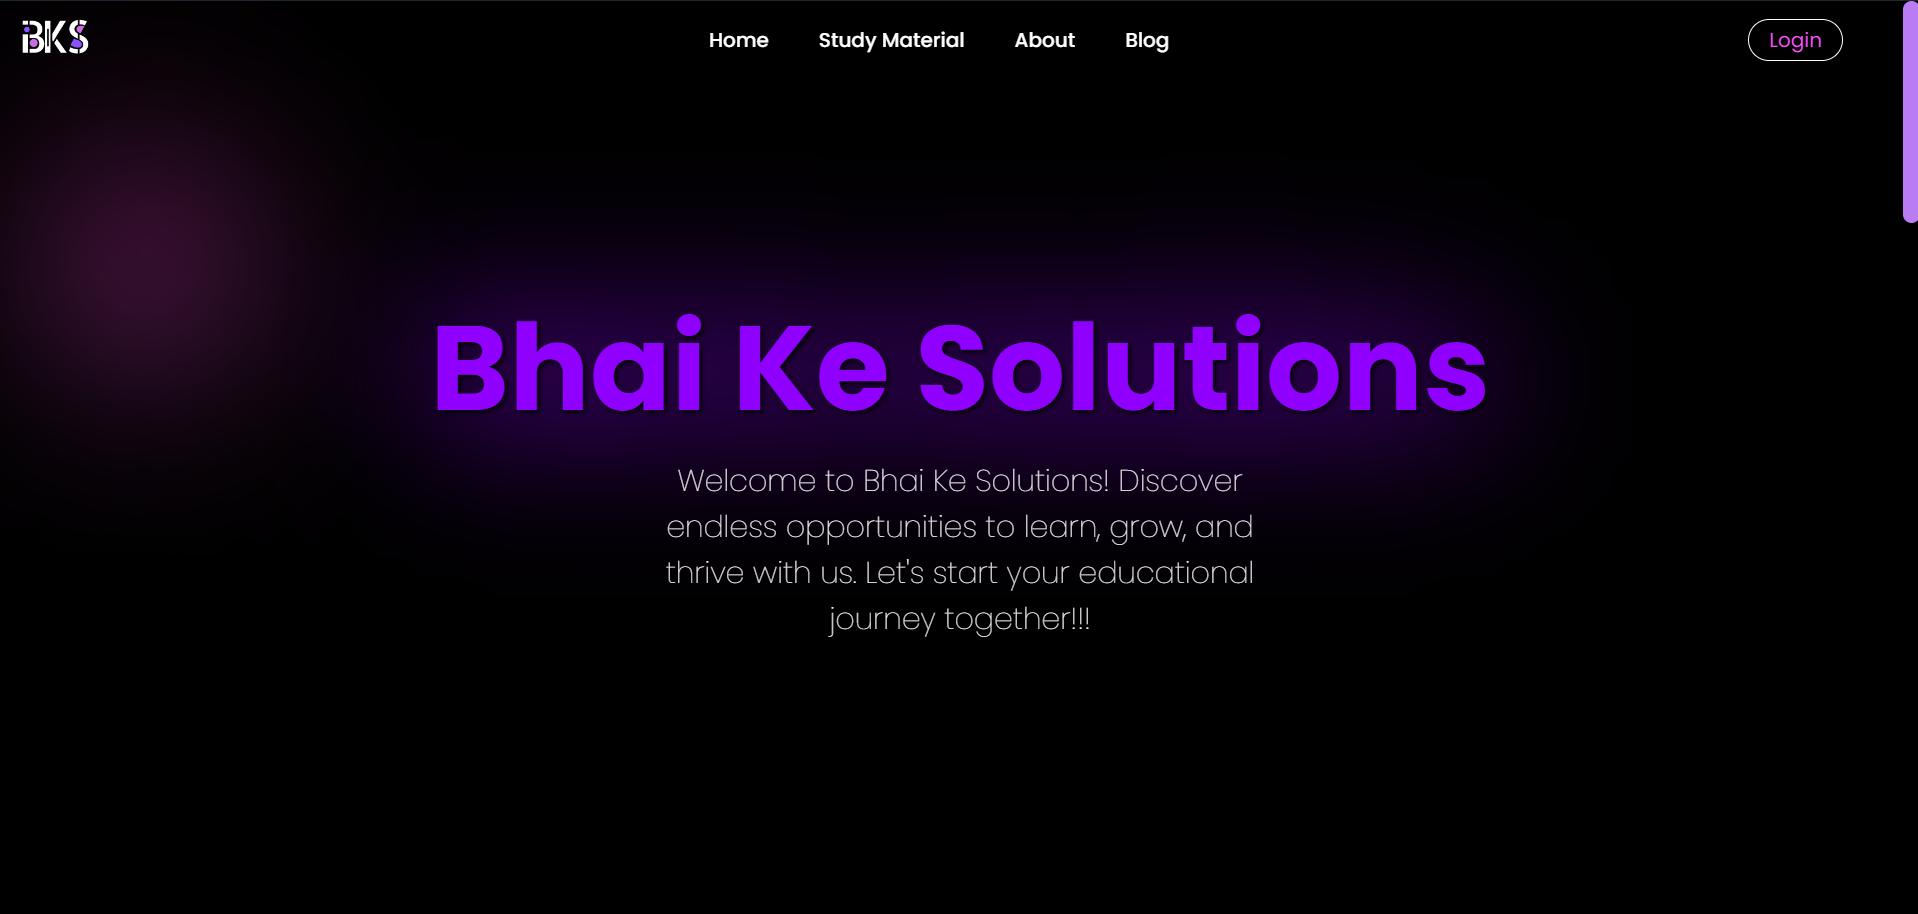 BKS
Home Study Material About Blog
Login
Bhai Ke Solutions
Welcome to Bhai Ke Solutions! Discover
endless opportunities to learn, grow, and
thrive with us. Let's start your educational
journey together!!!